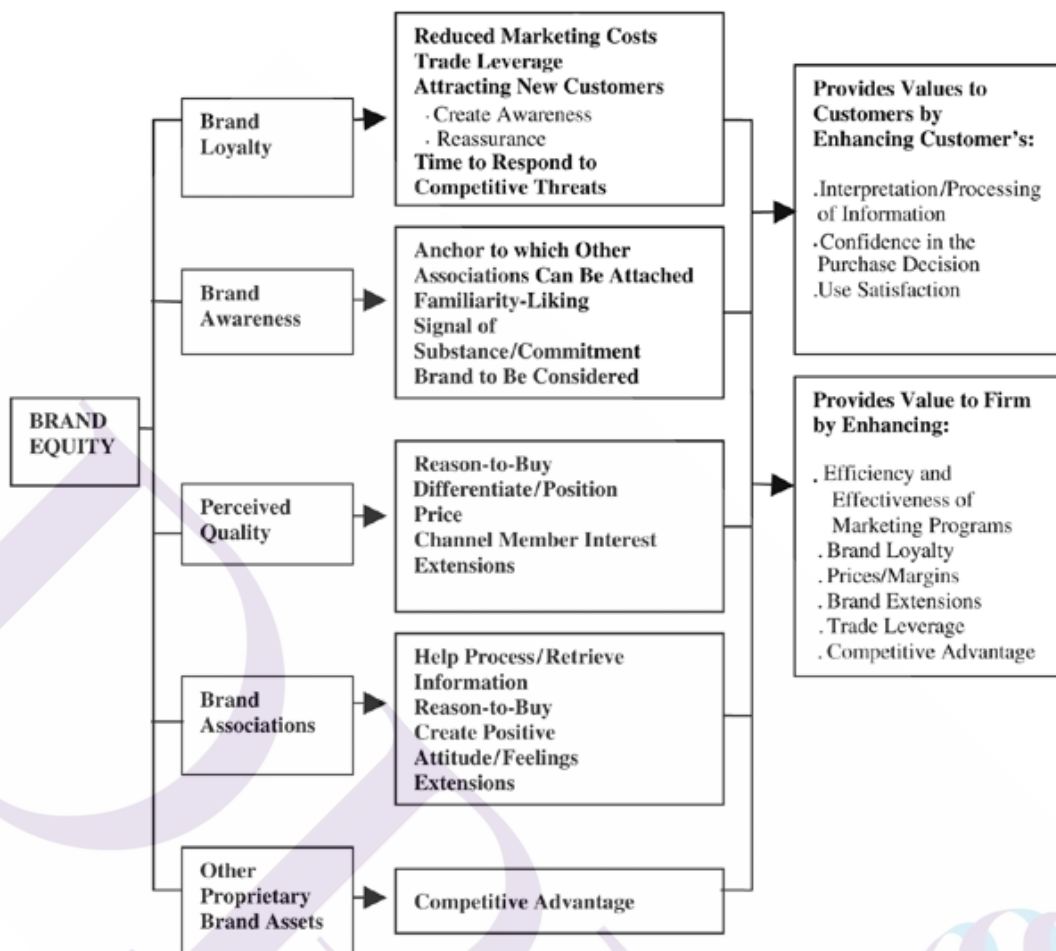 BRAND
EQUITY
Brand
Loyalty
Reduced Marketing Costs
Trade Leverage
Attracting New Customers
. Create Awareness
. Reassurance
Time to Respond to
Competitive Threats
Brand
Awareness
Anchor to which Other
Associations Can Be Attached
Familiarity-Liking
Signal of
Substance/Commitment
Brand to Be Considered
Perceived
Quality
Reason-to-Buy
Differentiate/Position
Price
Channel Member Interest
Extensions
Brand
Associations
Help Process/Retrieve
Information
Reason-to-Buy
Create Positive
Attitude/Feelings
Extensions
Other
Proprietary
Brand Assets
Competitive Advantage
Provides Values to
Customers by
Enhancing Customer's:
.Interpretation/Processing
of Information
.Confidence in the
Purchase Decision
.Use Satisfaction
Provides Value to Firm
by Enhancing:
. Efficiency and
Effectiveness of
Marketing Programs
. Brand Loyalty
. Prices/Margins
. Brand Extensions
. Trade Leverage
. Competitive Advantage